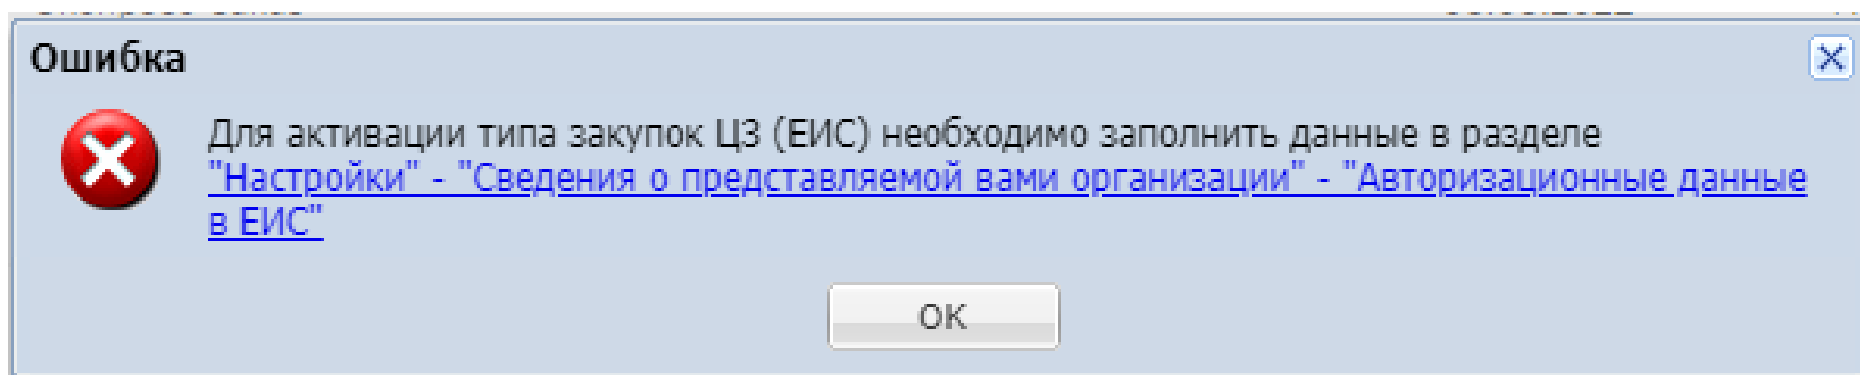 Ошибка
Для активации типа закупок ЦЗ (ЕИС) необходимо заполнить данные в разделе
"Настройки" - "Сведения о представляемой вами организации" - "Авторизационные данные
в ЕИС"
ОК